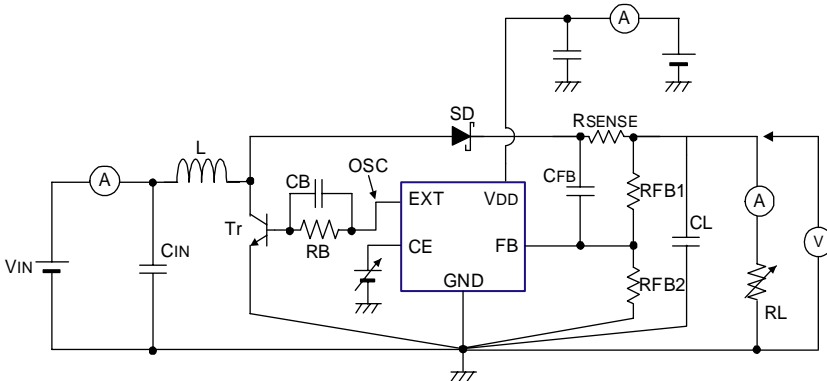 A
SD
RSENSE
L
OSC
A
CB
EXT
VDD
CFB
RFB1
A
Tr
RB
CE
FB
CL
V
VIN
CIN
GND
RFB2
RL